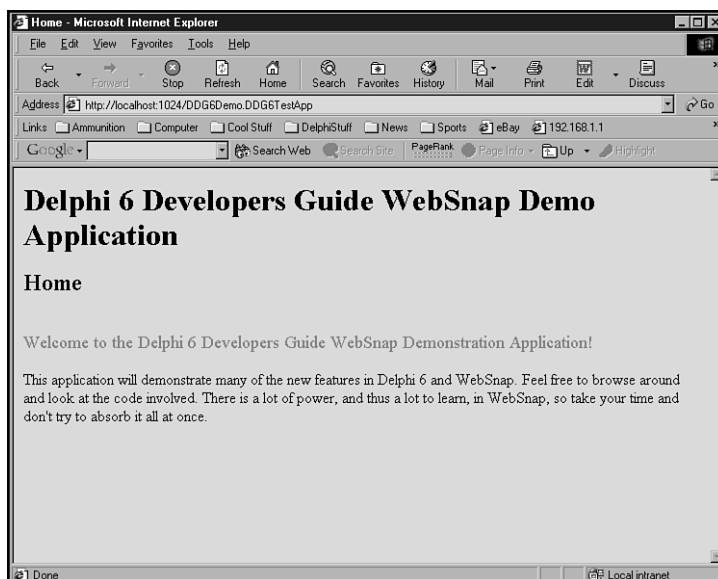 Home - Microsoft Internet Explorer
File Edit View Favorites Tools Help
Back Forward Stop Refresh Home Search Favorites History Mail Print Edit Discuss
Address http://localhost:1024/DDG6Demo.DDG6TestApp Go
Links Ammunition Computer Cool Stuff DelphiStuff News Sports eBay 192.168.1.1
Google Search Web Search Site PageRank Page Info Up Highlight
Delphi 6 Developers Guide WebSnap Demo
Application
Home
Welcome to the Delphi 6 Developers Guide WebSnap Demonstration Application!
This application will demonstrate many of the new features in Delphi 6 and WebSnap. Feel free to browse around
and look at the code involved. There is a lot of power, and thus a lot to learn, in WebSnap, so take your time and
don't try to absorb it all at once.
Done Local intranet